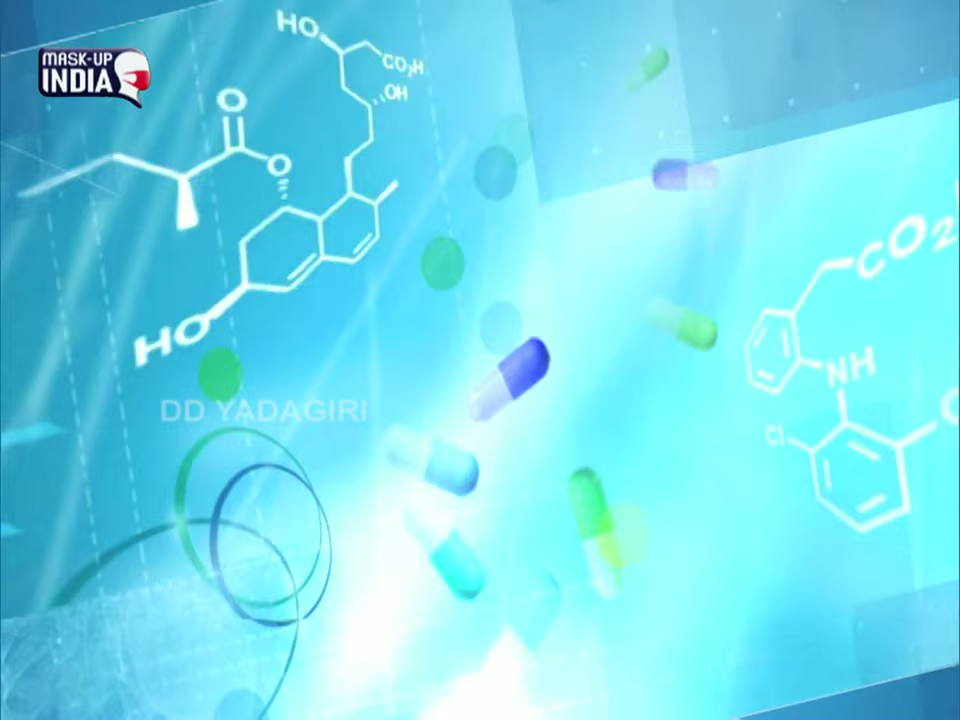 MASK-UP
INDIA
HO
CO₂H
OH
O
O
HO
DD YADAGIRI
CO₂
NH
Cl